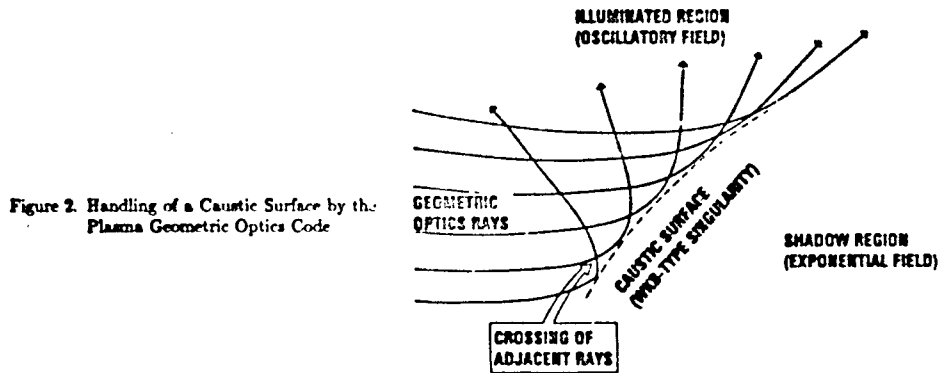 ILLUMINATED REGION
(OSCILLATORY FIELD)
Figure 2. Handling of a Caustic Surface by the
Plasma Geometric Optics Code
GEOMETRIC
OPTICS RAYS
CAUSTIC SURFACE
(WKB-TYPE SINGULARITY)
SHADOW REGION
(EXPONENTIAL FIELD)
CROSSING OF
ADJACENT RAYS